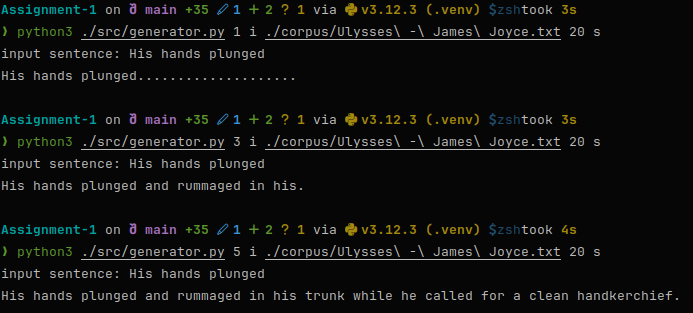 Assignment-1 on main +35 1 + 2 ? 1 via v3.12.3 (.venv) $zsh took 3s
❯ python3 ./src/generator.py 1 i ./corpus/Ulysses\ -\ James\ Joyce.txt 20 s
input sentence: His hands plunged
His hands plunged....................
Assignment-1 on main +35 1 + 2 ? 1 via v3.12.3 (.venv) $zsh took 3s
❯ python3 ./src/generator.py 3 i ./corpus/Ulysses\ -\ James\ Joyce.txt 20 s
input sentence: His hands plunged
His hands plunged and rummaged in his.
Assignment-1 on main +35 1 + 2 ? 1 via v3.12.3 (.venv) $zsh took 4s
❯ python3 ./src/generator.py 5 i ./corpus/Ulysses\ -\ James\ Joyce.txt 20 s
input sentence: His hands plunged
His hands plunged and rummaged in his trunk while he called for a clean handkerchief.